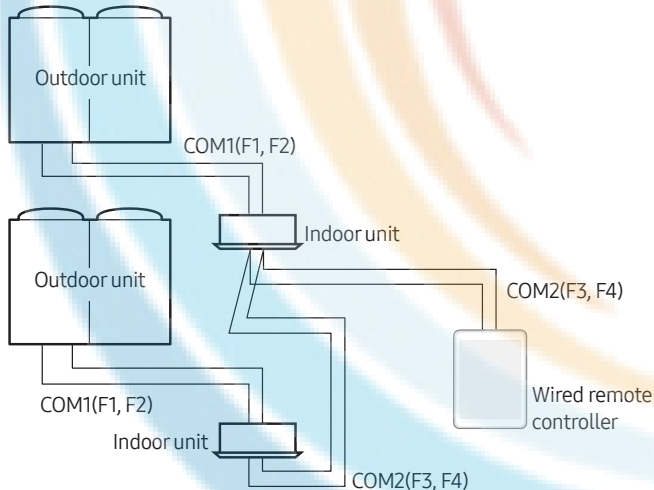 Outdoor unit
COM1(F1, F2)
Indoor unit
Outdoor unit
COM2(F3, F4)
COM1(F1, F2)
Wired remote
controller
Indoor unit
COM2(F3, F4)